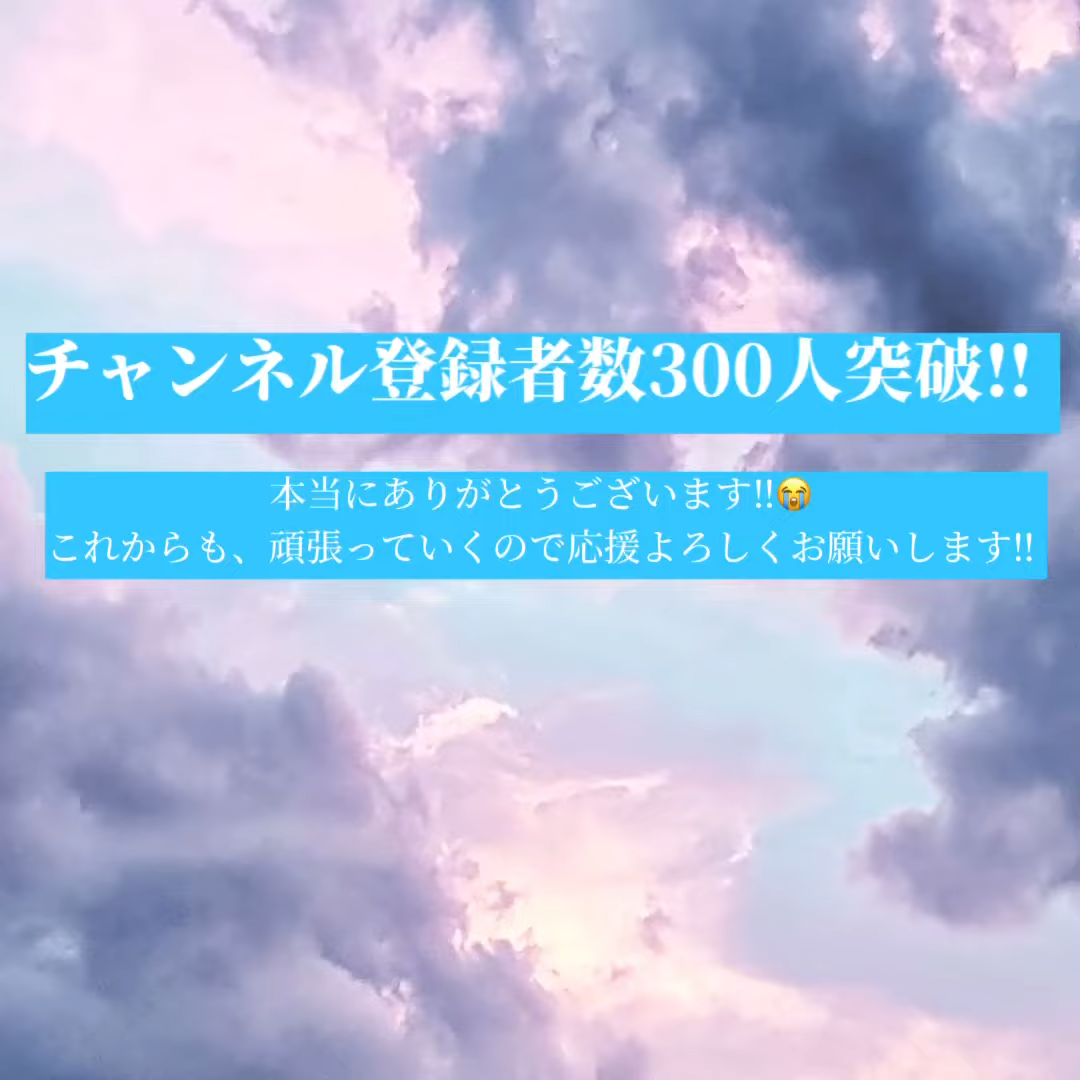 チャンネル登録者数300人突破!!
本当にありがとうございます!!😭
これからも、頑張っていくので応援よろしくお願いします!!